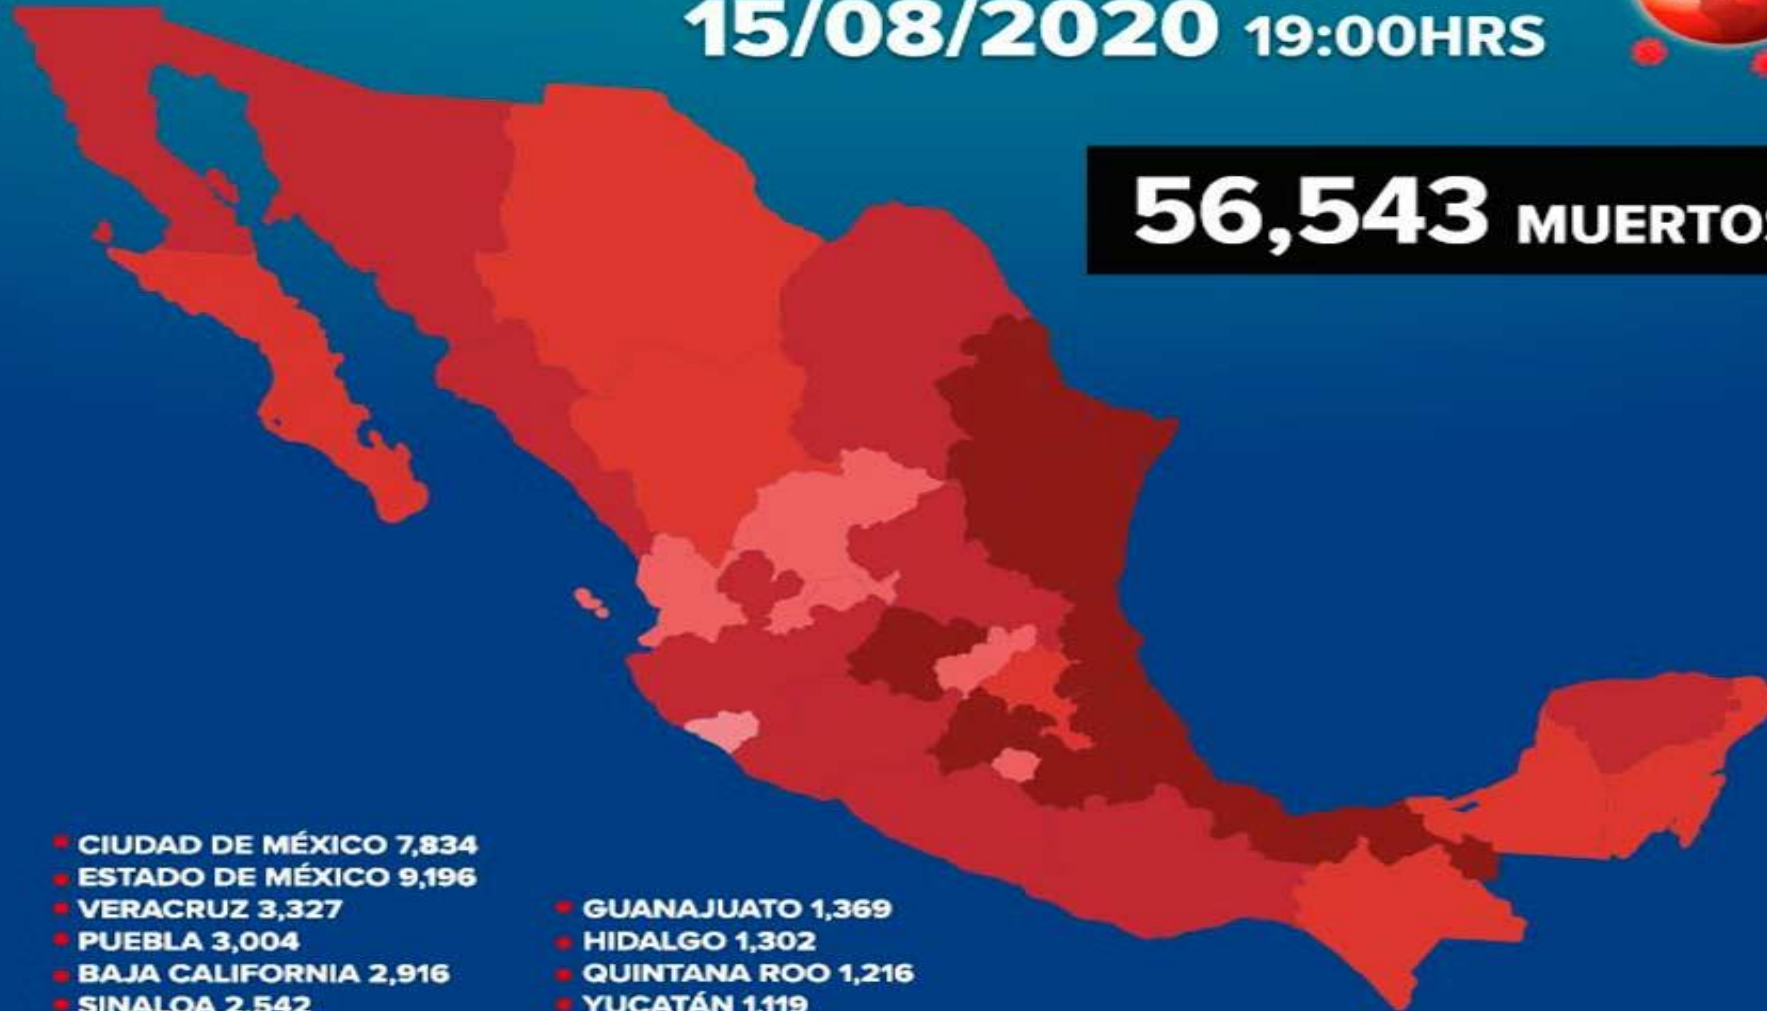 15/08/2020 19:00HRS
56,543 MUERTOS
CIUDAD DE MÉXICO 7,834
ESTADO DE MÉXICO 9,196
VERACRUZ 3,327
PUEBLA 3,004
BAJA CALIFORNIA 2,916
SINALOA 2,542
GUANAJUATO 1,369
HIDALGO 1,302
QUINTANA ROO 1,216
YUCATÁN 1,119